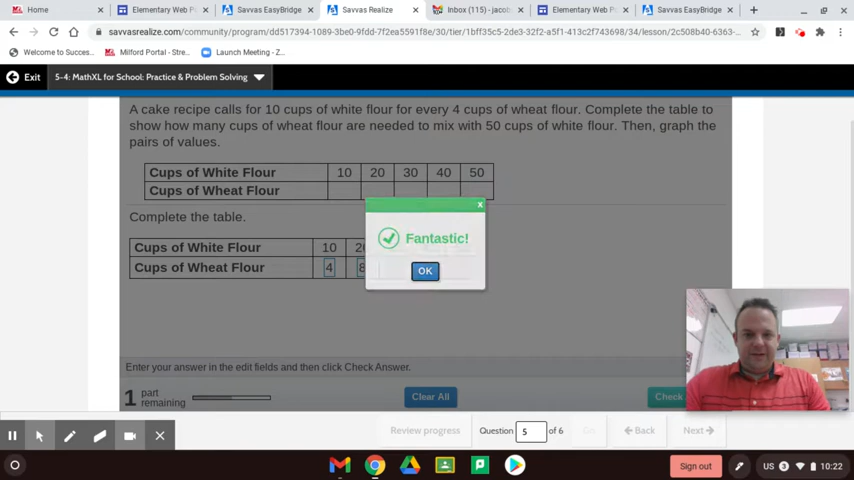 Home
Elementary Web Po
Savvas EasyBridge
Savvas Realize
Inbox (115) - jacob
Elementary Web Po
Savvas EasyBridge
savvasrealize.com/community/program/dd517394-1089-3be0-9fdd-7f2ea5591f8e/30/tier/1bff35c5-2de3-32f2-a5f1-413c2f743698/34/lesson/2c508b40-6363-
Welcome to Succes...
Milford Portal - Stre...
Launch Meeting - Z...
Exit
5-4: MathXL for School: Practice & Problem Solving
A cake recipe calls for 10 cups of white flour for every 4 cups of wheat flour. Complete the table to
show how many cups of wheat flour are needed to mix with 50 cups of white flour. Then, graph the
pairs of values.
Cups of White Flour 10 20 30 40 50
Cups of Wheat Flour
Complete the table.
Cups of White Flour 10
Cups of Wheat Flour 4 8
Fantastic!
x
OK
Enter your answer in the edit fields and then click Check Answer.
1 part
remaining
Clear All
Check
Review progress
Question 5 of 6
Go
Back
Next
Sign out
US 3 10:22